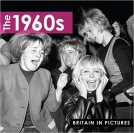 The
1960s
BRITAIN IN PICTURES